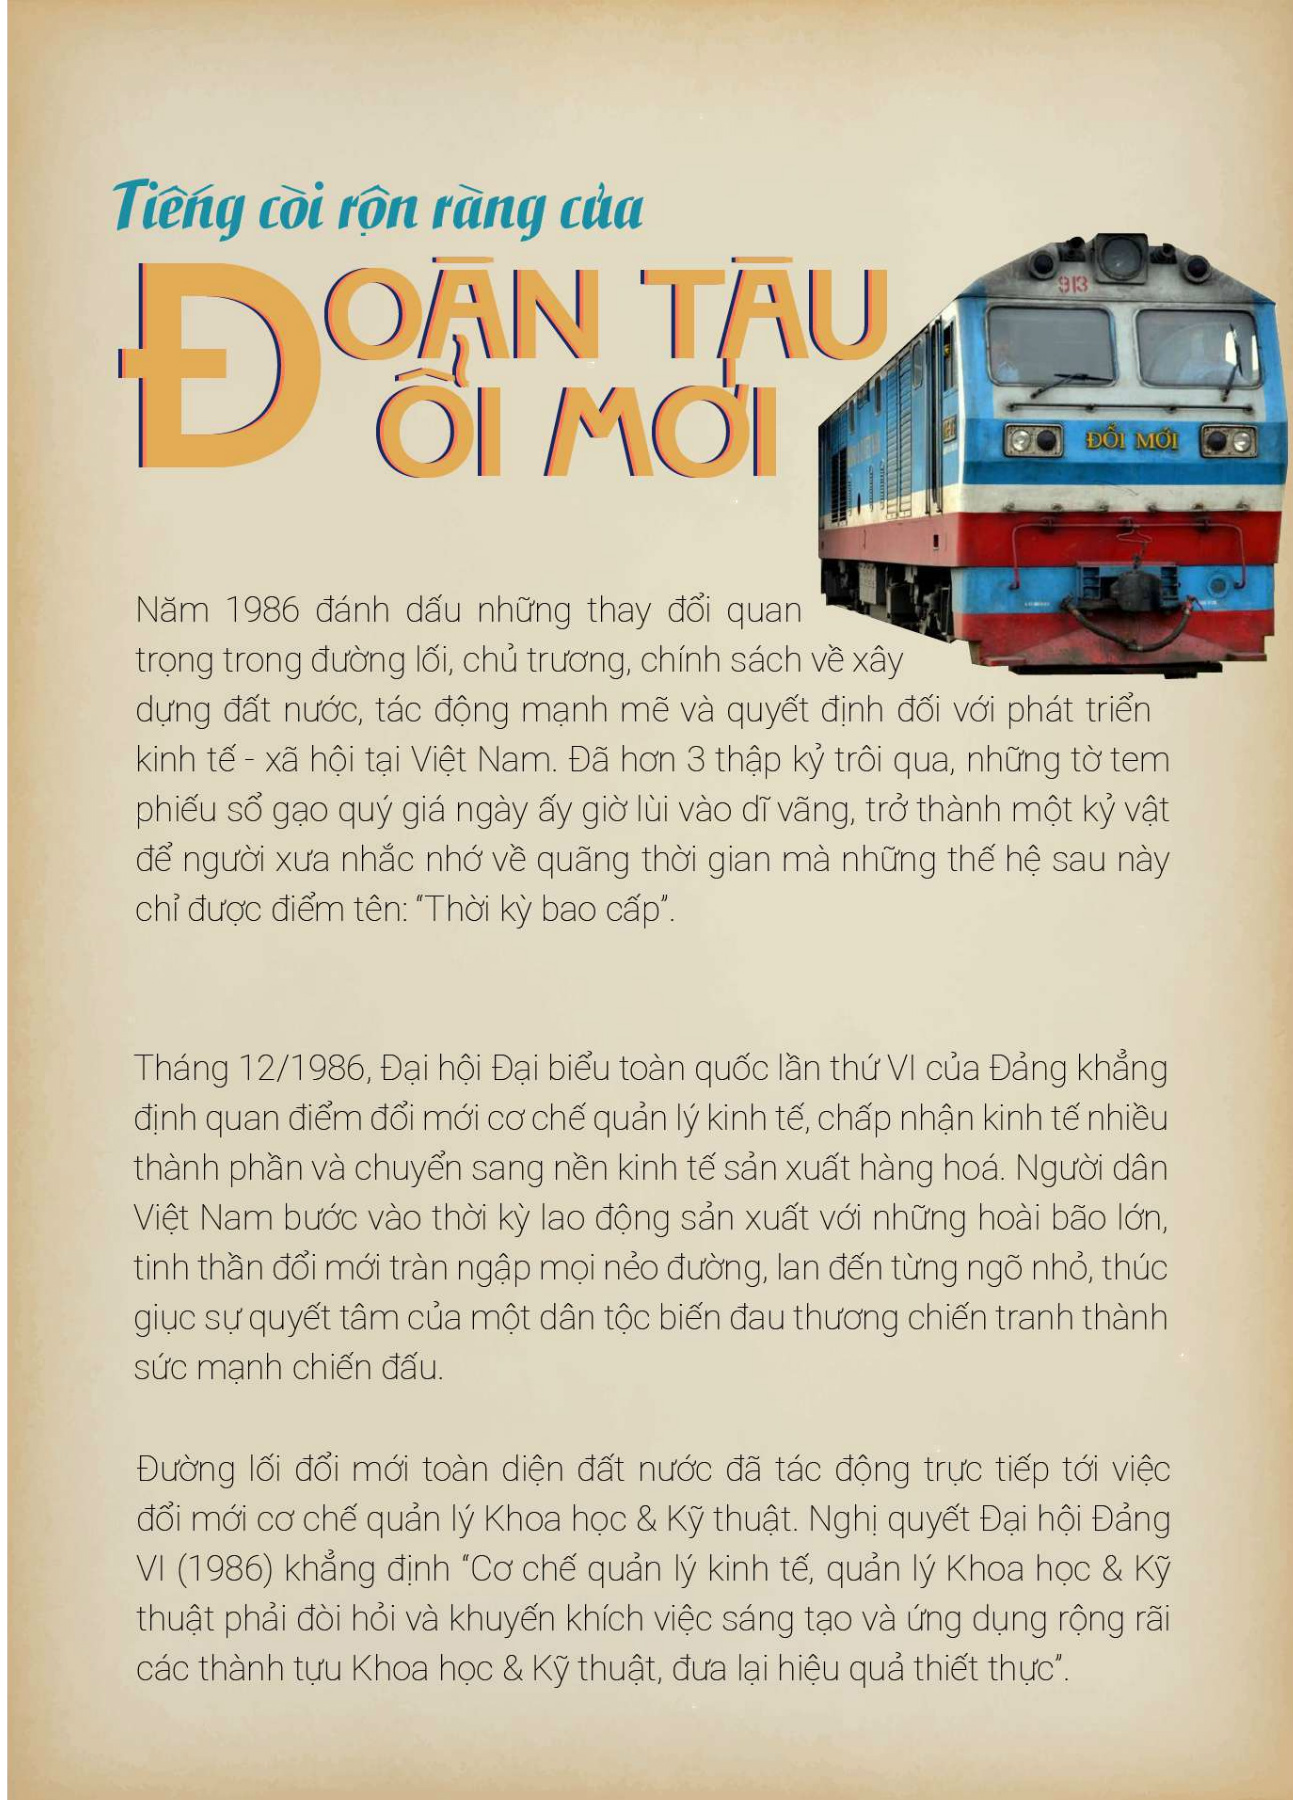 Tiếng còi rộn ràng của
ĐOÀN TÀU
ĐỔI MỚI
913
ĐỔI MỚI
Năm 1986 đánh dấu những thay đổi quan
trọng trong đường lối, chủ trương, chính sách về xây
dựng đất nước, tác động mạnh mẽ và quyết định đối với phát triển
kinh tế - xã hội tại Việt Nam. Đã hơn 3 thập kỷ trôi qua, những tờ tem
phiếu sổ gạo quý giá ngày ấy giờ lùi vào dĩ vãng, trở thành một kỷ vật
để người xưa nhắc nhớ về quãng thời gian mà những thế hệ sau này
chỉ được điểm tên: “Thời kỳ bao cấp”.
Tháng 12/1986, Đại hội Đại biểu toàn quốc lần thứ VI của Đảng khẳng
định quan điểm đổi mới cơ chế quản lý kinh tế, chấp nhận kinh tế nhiều
thành phần và chuyển sang nền kinh tế sản xuất hàng hoá. Người dân
Việt Nam bước vào thời kỳ lao động sản xuất với những hoài bão lớn,
tinh thần đổi mới tràn ngập mọi nẻo đường, lan đến từng ngõ nhỏ, thúc
giục sự quyết tâm của một dân tộc biến đau thương chiến tranh thành
sức mạnh chiến đấu.
Đường lối đổi mới toàn diện đất nước đã tác động trực tiếp tới việc
đổi mới cơ chế quản lý Khoa học & Kỹ thuật. Nghị quyết Đại hội Đảng
VI (1986) khẳng định “Cơ chế quản lý kinh tế, quản lý Khoa học & Kỹ
thuật phải đòi hỏi và khuyến khích việc sáng tạo và ứng dụng rộng rãi
các thành tựu Khoa học & Kỹ thuật, đưa lại hiệu quả thiết thực”.